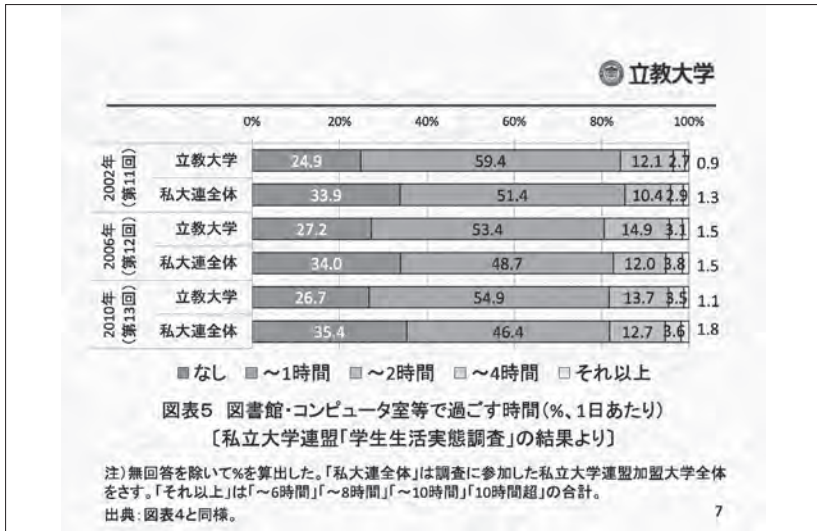 立教大学
0% 20% 40% 60% 80% 100%
2002年
(第11回)
立教大学 24.9 59.4 12.1 2.7 0.9
私大連全体 33.9 51.4 10.4 2.9 1.3
2006年
(第12回)
立教大学 27.2 53.4 14.9 3.1 1.5
私大連全体 34.0 48.7 12.0 3.8 1.5
2010年
(第13回)
立教大学 26.7 54.9 13.7 3.5 1.1
私大連全体 35.4 46.4 12.7 3.6 1.8
なし ～1時間 ～2時間 ～4時間 それ以上
図表5 図書館・コンピュータ室等で過ごす時間(%、1日あたり)
〔私立大学連盟「学生生活実態調査」の結果より〕
注)無回答を除いて%を算出した。「私大連全体」は調査に参加した私立大学連盟加盟大学全体
をさす。「それ以上」は「～6時間」「～8時間」「～10時間」「10時間超」の合計。
出典:図表4と同様。
7